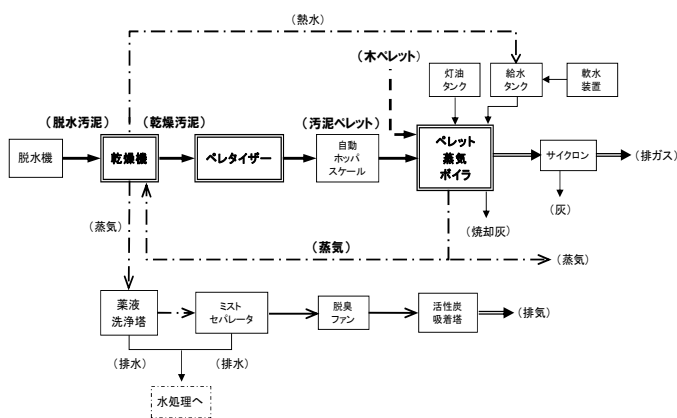 （熱水）
（木ペレット）
灯油
タンク
給水
タンク
軟水
装置
（脱水汚泥）
（乾燥汚泥）
（汚泥ペレット）
脱水機
乾燥機
ペレタイザー
自動
ホッパ
スケール
ペレット
蒸気
ボイラ
サイクロン
（排ガス）
（灰）
（焼却灰）
（蒸気）
（蒸気）
（蒸気）
薬液
洗浄塔
ミスト
セパレータ
脱臭
ファン
活性炭
吸着塔
（排気）
（排水）
（排水）
水処理へ